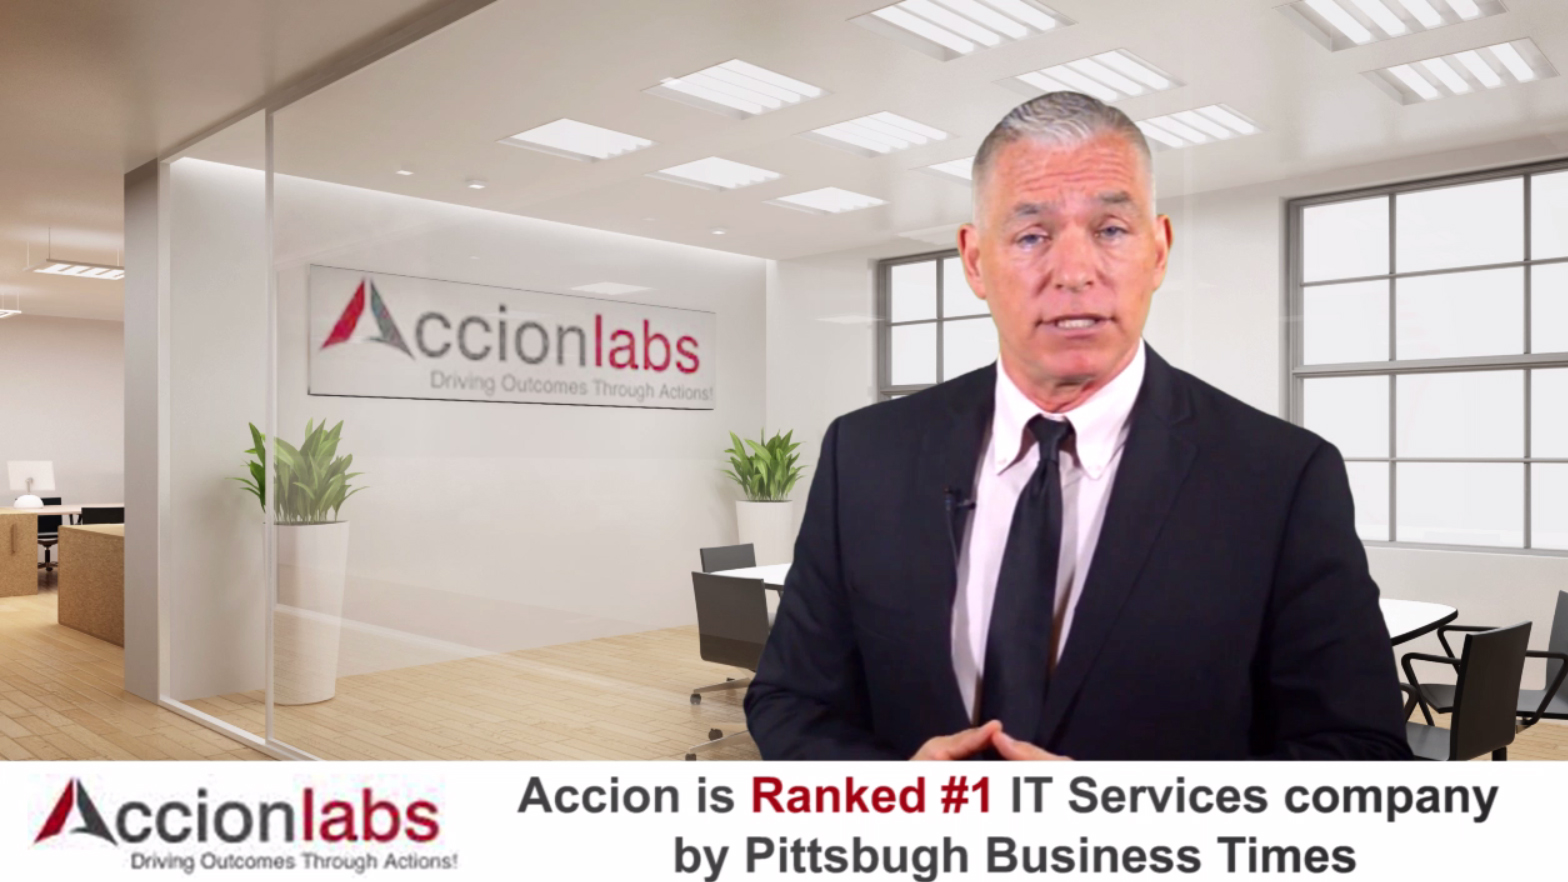 Accionlabs
Driving Outcomes Through Actions!
Accionlabs
Driving Outcomes Through Actions!
Accion is Ranked #1 IT Services company
by Pittsbugh Business Times